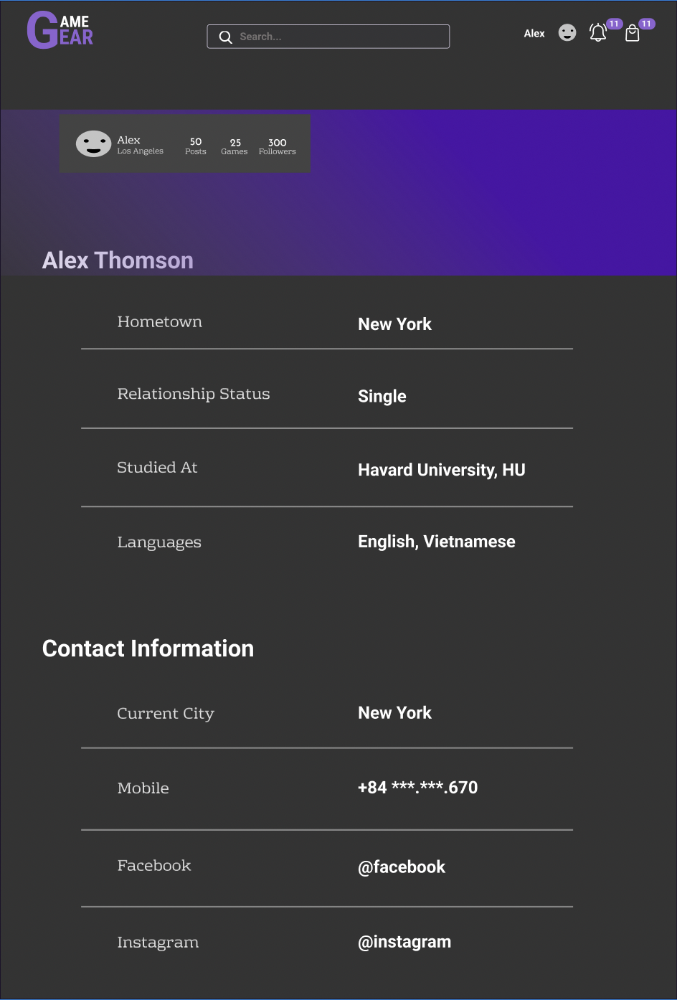 GAME
GEAR
Search...
Alex
11
11
Alex
Los Angeles
50
Posts
25
Games
300
Followers
Alex Thomson
Hometown
New York
Relationship Status
Single
Studied At
Havard University, HU
Languages
English, Vietnamese
Contact Information
Current City
New York
Mobile
+84 ***.***.670
Facebook
@facebook
Instagram
@instagram